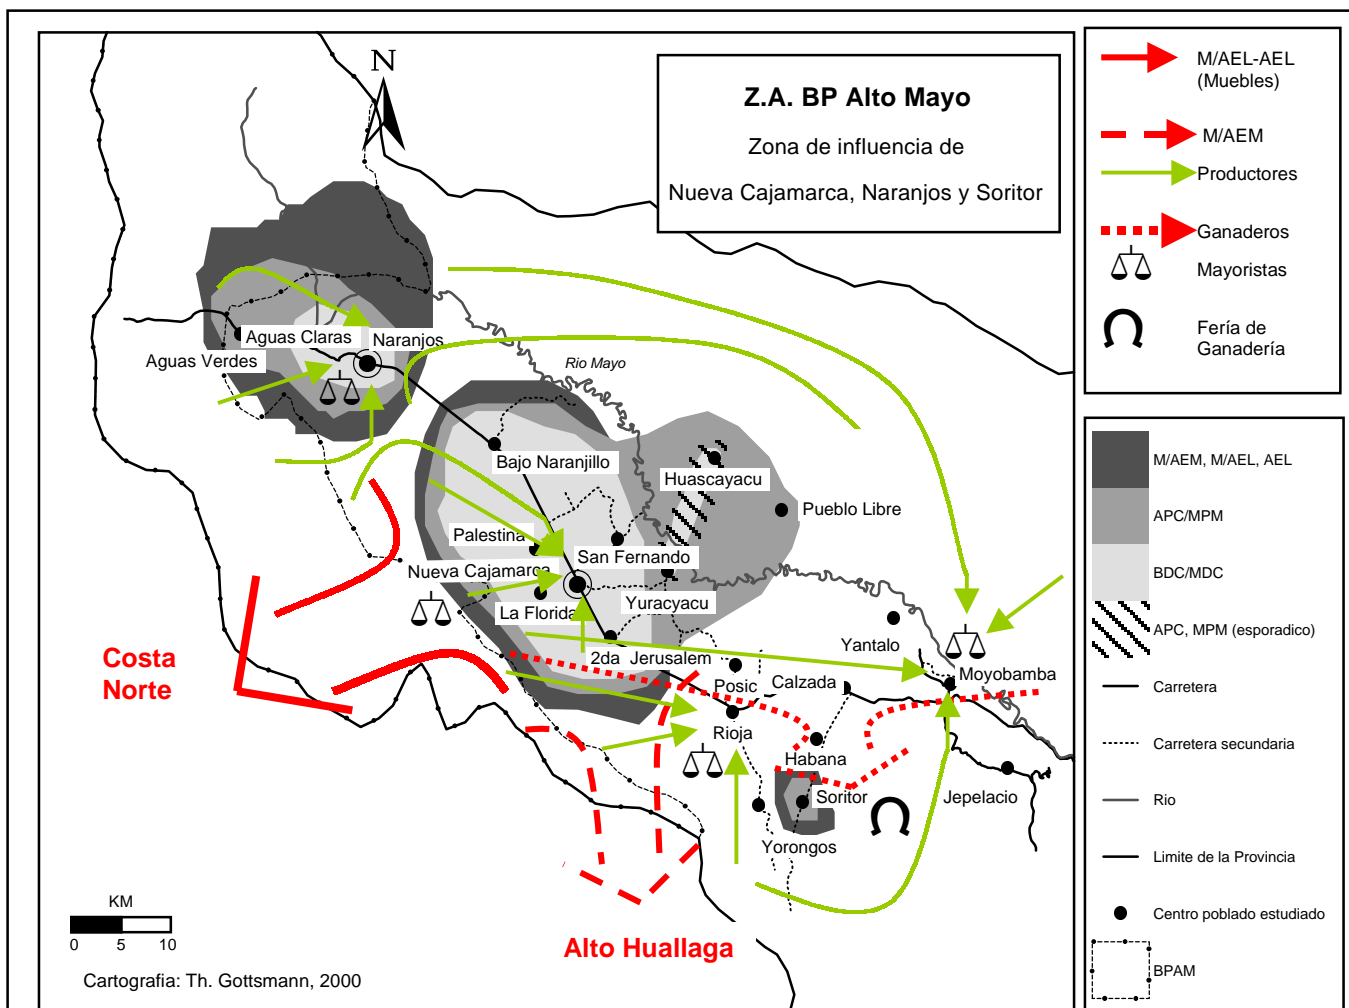 N
Z.A. BP Alto Mayo
Zona de influencia de
Nueva Cajamarca, Naranjos y Soritor
Aguas Claras
Naranjos
Aguas Verdes
Rio Mayo
Bajo Naranjillo
Huascayacu
Pueblo Libre
Palestina
San Fernando
Nueva Cajamarca
La Florida
Yuracyacu
Costa
Norte
2da Jerusalem
Yantalo
Posic
Calzada
Moyobamba
Rioja
Habana
Soritor
Jepelacio
Yorongos
Alto Huallaga
KM
0 5 10
Cartografia: Th. Gottsmann, 2000
M/AEL-AEL
(Muebles)
M/AEM
Productores
Ganaderos
Mayoristas
Fería de
Ganadería
M/AEM, M/AEL, AEL
APC/MPM
BDC/MDC
APC, MPM (esporadico)
Carretera
Carretera secundaria
Rio
Limite de la Provincia
Centro poblado estudiado
BPAM